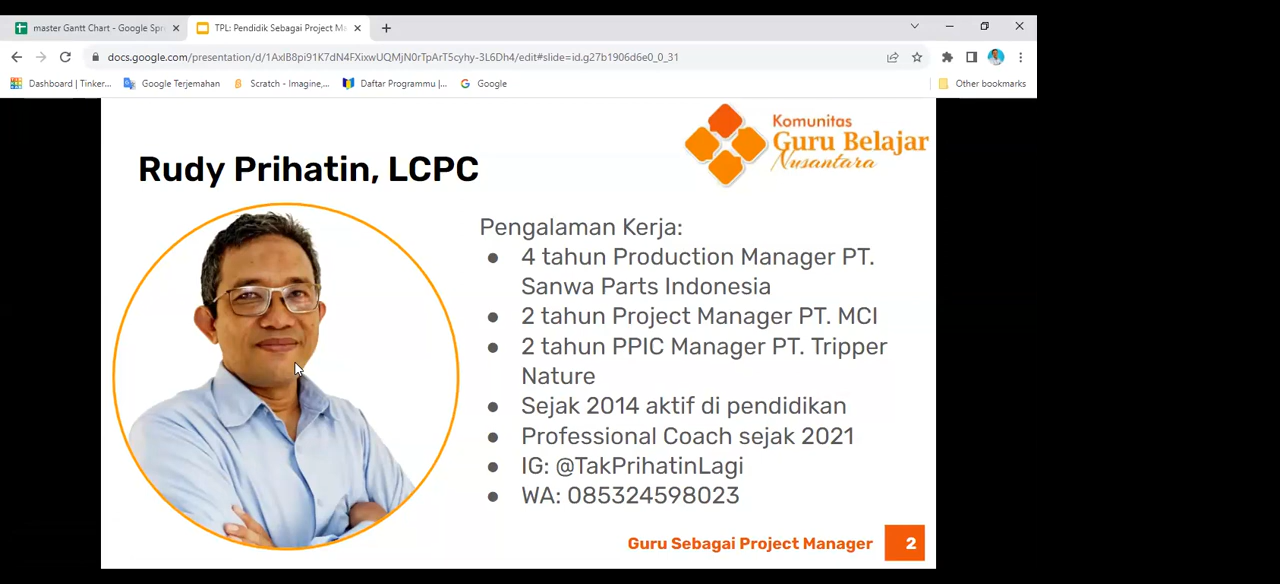 master Gantt Chart - Google Spr
TPL: Pendidik Sebagai Project Ma
docs.google.com/presentation/d/1AxlB8pi91K7dN4FXixwUQMjN0rTpArT5cyhy-3L6Dh4/edit#slide=id.g27b1906d6e0_0_31
Dashboard | Tinker...
Google Terjemahan
Scratch - Imagine,...
Daftar Programmu |...
Google
Other bookmarks
Komunitas
Guru Belajar
Nusantara
Rudy Prihatin, LCPC
Pengalaman Kerja:
● 4 tahun Production Manager PT.
Sanwa Parts Indonesia
● 2 tahun Project Manager PT. MCI
● 2 tahun PPIC Manager PT. Tripper
Nature
● Sejak 2014 aktif di pendidikan
● Professional Coach sejak 2021
● IG: @TakPrihatinLagi
● WA: 085324598023
Guru Sebagai Project Manager 2